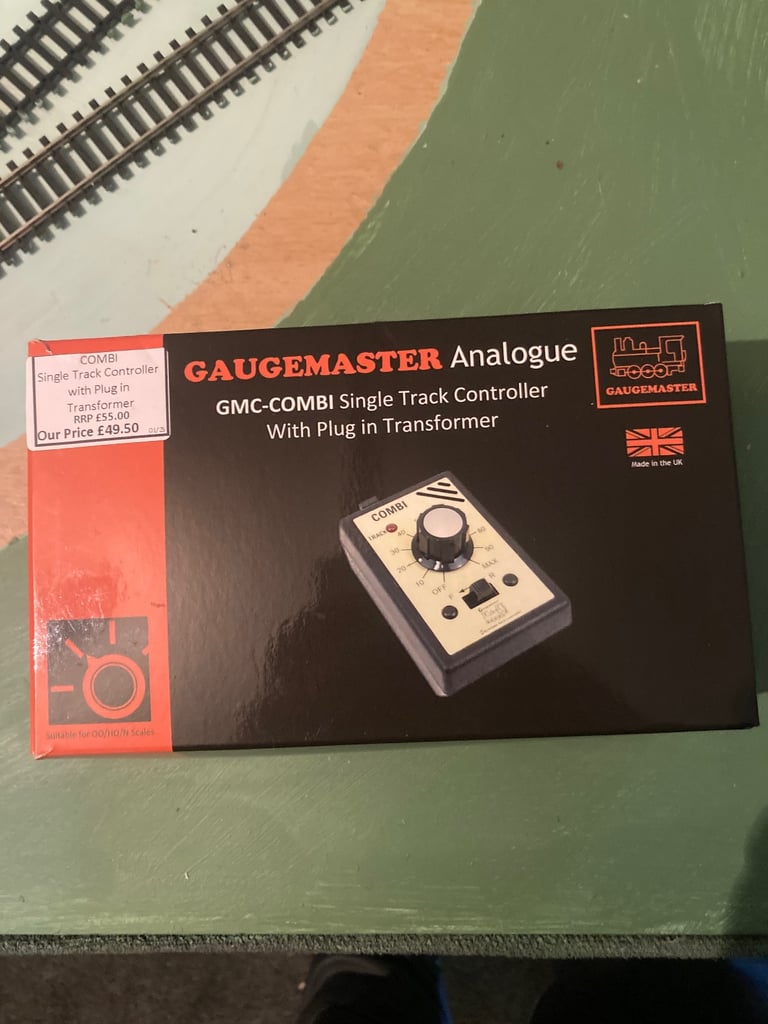 COMBI
Single Track Controller
with Plug in
Transformer
RRP £55.00
Our Price £49.50
GAUGEMASTER Analogue
GMC-COMBI Single Track Controller
With Plug in Transformer
GAUGEMASTER
Made in the UK
COMBI
TRACK
40
30
20
10
OFF
80
90
MAX
F
R
Suitable for OO/HO/N Scales